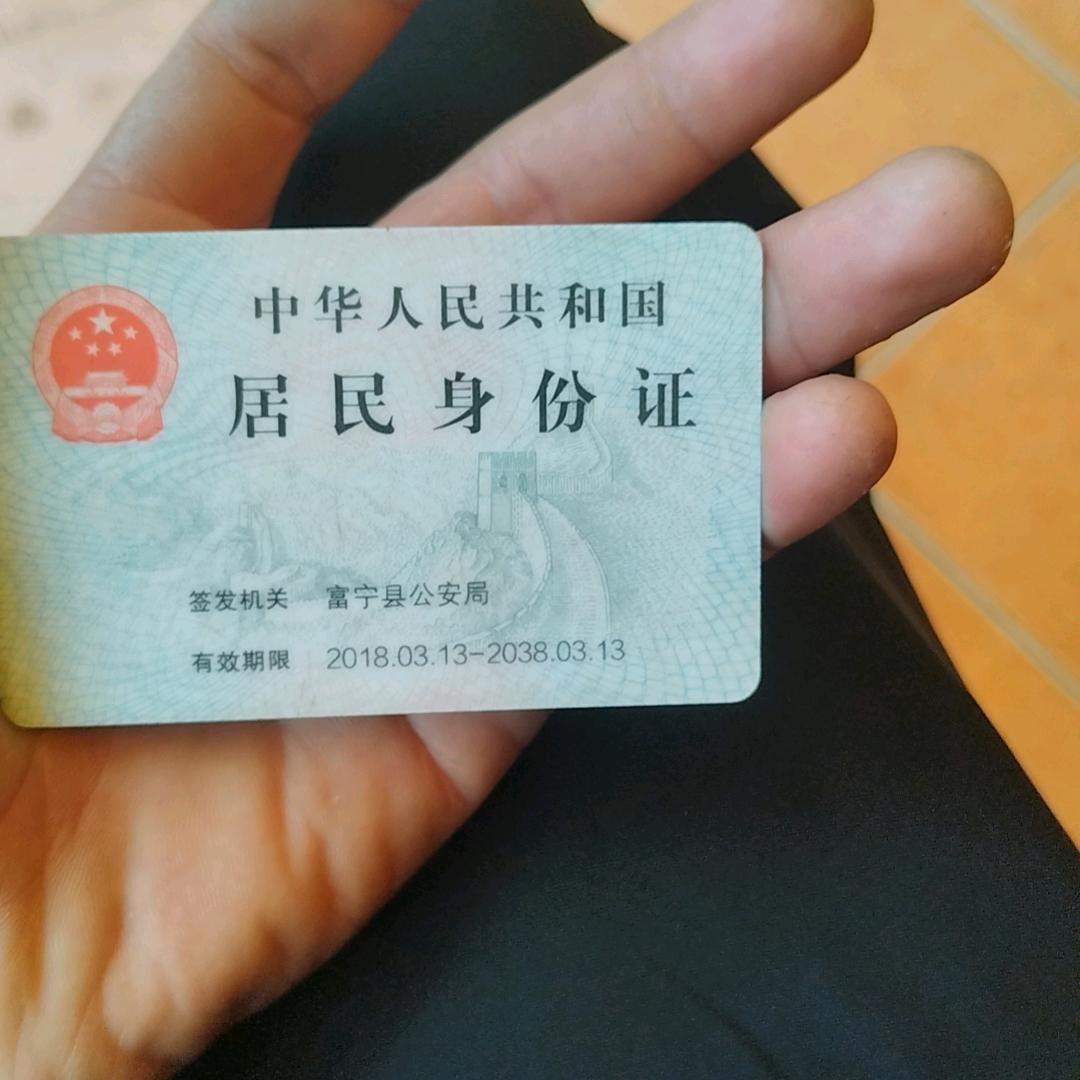 中华人民共和国
居民身份证
签发机关 富宁县公安局
有效期限 2018.03.13-2038.03.13